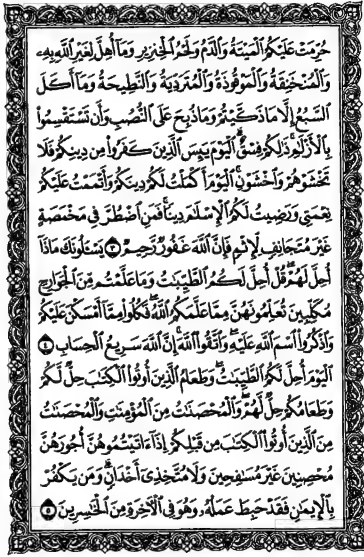 حُرِّمَتْ عَلَيْكُمُ الْمَيْتَةُ وَالدَّمُ وَلَحْمُ الْخِنزِيرِ وَمَا أُهِلَّ لِغَيْرِ اللَّهِ بِهِ
وَالْمُنْخَنِقَةُ وَالْمَوْقُوذَةُ وَالْمُتَرَدِّيَةُ وَالنَّطِيحَةُ وَمَا أَكَلَ
السَّبُعُ إِلَّا مَا ذَكَّيْتُمْ وَمَا ذُبِحَ عَلَى النُّصُبِ وَأَن تَسْتَقْسِمُوا
بِالْأَزْلَامِ ذَٰلِكُمْ فِسْقٌ ۗ الْيَوْمَ يَئِسَ الَّذِينَ كَفَرُوا مِن دِينِكُمْ فَلَا
تَخْشَوْهُمْ وَاخْشَوْنِ ۚ الْيَوْمَ أَكْمَلْتُ لَكُمْ دِينَكُمْ وَأَتْمَمْتُ عَلَيْكُمْ
نِعْمَتِي وَرَضِيتُ لَكُمُ الْإِسْلَامَ دِينًا ۚ فَمَنِ اضْطُرَّ فِي مَخْمَصَةٍ
غَيْرَ مُتَجَانِفٍ لِّإِثْمٍ فَإِنَّ اللَّهَ غَفُورٌ رَّحِيمٌ ٣ يَسْأَلُونَكَ مَاذَا
أُحِلَّ لَهُمْ ۖ قُلْ أُحِلَّ لَكُمُ الطَّيِّبَاتُ وَمَا عَلَّمْتُم مِّنَ الْجَوَارِحِ
مُكَلِّبِينَ تُعَلِّمُونَهُنَّ مِمَّا عَلَّمَكُمُ اللَّهُ ۖ فَكُلُوا مِمَّا أَمْسَكْنَ عَلَيْكُمْ
وَاذْكُرُوا اسْمَ اللَّهِ عَلَيْهِ ۖ وَاتَّقُوا اللَّهَ ۚ إِنَّ اللَّهَ سَرِيعُ الْحِسَابِ ٤
الْيَوْمَ أُحِلَّ لَكُمُ الطَّيِّبَاتُ ۖ وَطَعَامُ الَّذِينَ أُوتُوا الْكِتَابَ حِلٌّ لَّكُمْ
وَطَعَامُكُمْ حِلٌّ لَّهُمْ ۖ وَالْمُحْصَنَاتُ مِنَ الْمُؤْمِنَاتِ وَالْمُحْصَنَاتُ
مِنَ الَّذِينَ أُوتُوا الْكِتَابَ مِن قَبْلِكُمْ إِذَا آتَيْتُمُوهُنَّ أُجُورَهُنَّ
مُحْصِنِينَ غَيْرَ مُسَافِحِينَ وَلَا مُتَّخِذِي أَخْدَانٍ ۗ وَمَن يَكْفُرْ
بِالْإِيمَانِ فَقَدْ حَبِطَ عَمَلُهُ وَهُوَ فِي الْآخِرَةِ مِنَ الْخَاسِرِينَ ٥